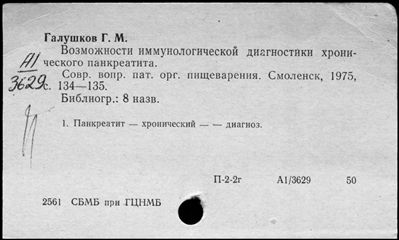 Галушков Г. М.
Возможности иммунологической диагностики хрони-
ческого панкреатита.
А1
3629
Совр. вопр. пат. орг. пищеварения. Смоленск, 1975,
с. 134—135.
Библиогр.: 8 назв.
1. Панкреатит — хронический — — диагноз.
П-2-2г А1/3629 50
2561 СБМБ при ГЦНМБ